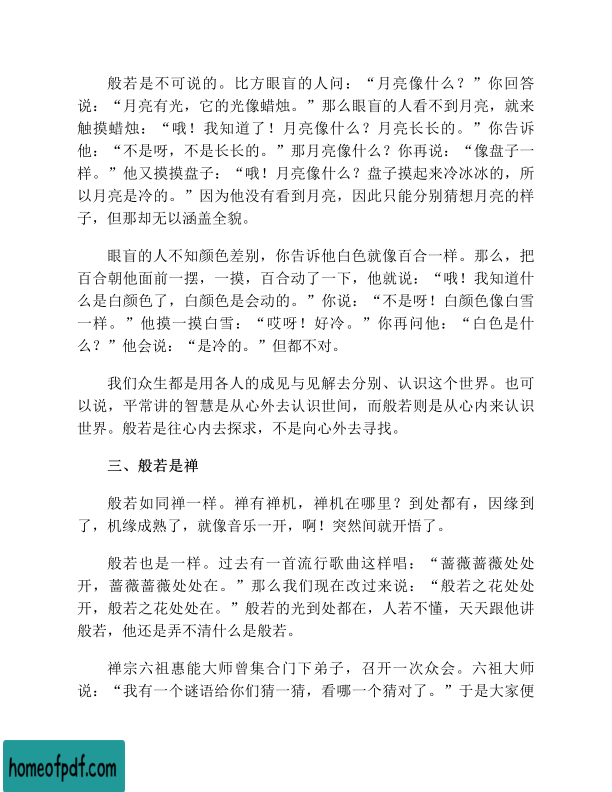 般若是不可说的。比方眼盲的人问：“月亮像什么？”你回答
说：“月亮有光，它的光像蜡烛。”那么眼盲的人看不到月亮，就来
触摸蜡烛：“哦！我知道了！月亮像什么？月亮长长的。”你告诉
他：“不是呀，不是长长的。”那月亮像什么？你再说：“像盘子一
样。”他又摸摸盘子：“哦！月亮像什么？盘子摸起来冷冰冰的，所
以月亮是冷的。”因为他没有看到月亮，因此只能分别猜想月亮的样
子，但那却无以涵盖全貌。
眼盲的人不知颜色差别，你告诉他白色就像百合一样。那么，把
百合朝他面前一摆，一摸，百合动了一下，他就说：“哦！我知道什
么是白颜色了，白颜色是会动的。”你说：“不是呀！白颜色像白雪
一样。”他摸一摸白雪：“哎呀！好冷。”你再问他：“白色是什
么？”他会说：“是冷的。”但都不对。
我们众生都是用各人的成见与见解去分别、认识这个世界。也可
以说，平常讲的智慧是从心外去认识世间，而般若则是从心内来认识
世界。般若是往心内去探求，不是向心外去寻找。
三、般若是禅
般若如同禅一样。禅有禅机，禅机在哪里？到处都有，因缘到
了，机缘成熟了，就像音乐一开，啊！突然间就开悟了。
般若也是一样。过去有一首流行歌曲这样唱：“蔷薇蔷薇处处
开，蔷薇蔷薇处处在。”那么我们现在改过来说：“般若之花处处
开，般若之花处处在。”般若的光到处都在，人若不懂，天天跟他讲
般若，他还是弄不清什么是般若。
禅宗六祖惠能大师曾集合门下弟子，召开一次众会。六祖大师
说：“我有一个谜语给你们猜一猜，看哪一个猜对了。”于是大家便
homeofpdf.com